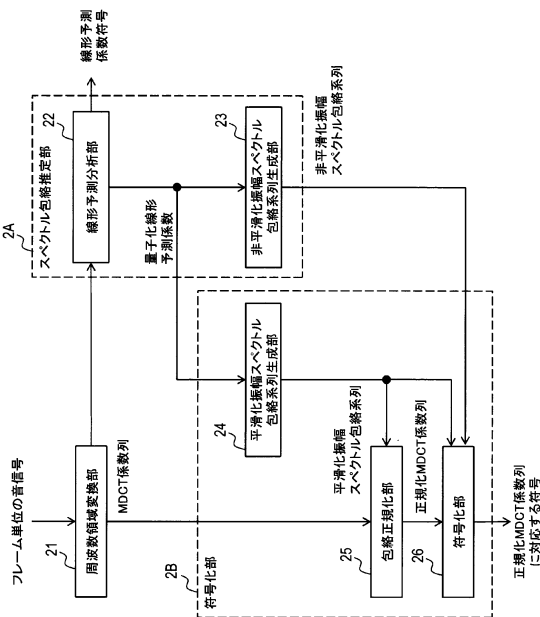 フレーム単位の音信号
21
周波数領域変換部
MDCT係数列
2A
スペクトル包絡推定部
22
線形予測分析部
線形予測
係数符号
量子化線形
予測係数
23
非平滑化振幅スペクトル
包絡系列生成部
非平滑化振幅
スペクトル包絡系列
2B
符号化部
24
平滑化振幅スペクトル
包絡系列生成部
平滑化振幅
スペクトル包絡系列
25
包絡正規化部
正規化MDCT係数列
26
符号化部
正規化MDCT係数列
に対応する符号